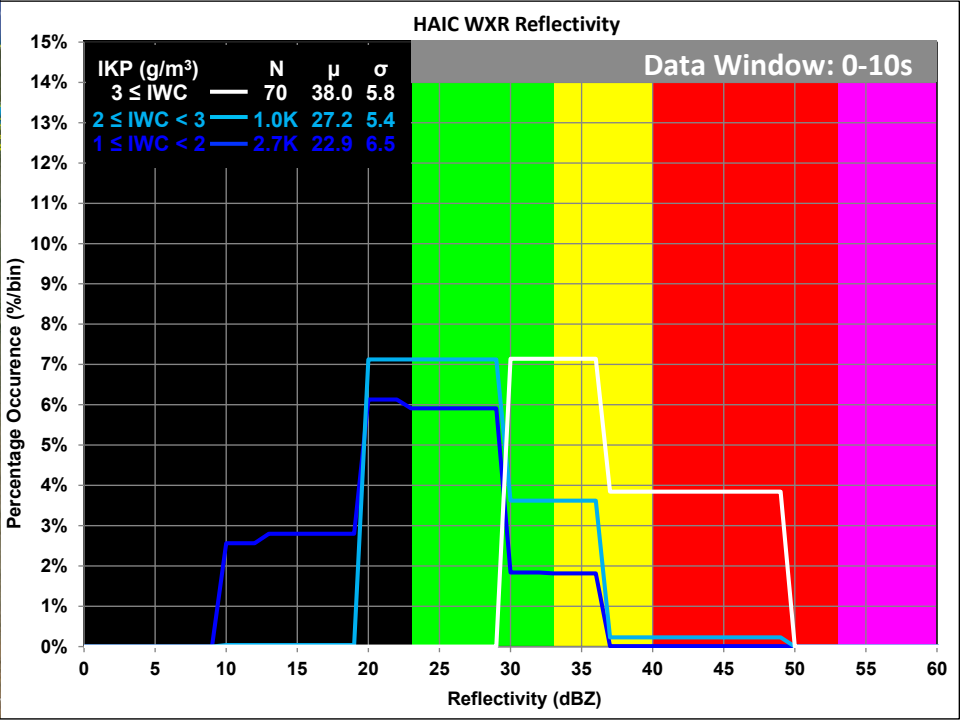 HAIC WXR Reflectivity
Data Window: 0-10s
IKP (g/m³) N μ σ
3 ≤ IWC 70 38.0 5.8
2 ≤ IWC < 3 1.0K 27.2 5.4
1 ≤ IWC < 2 2.7K 22.9 6.5
15%
14%
13%
12%
11%
10%
9%
8%
7%
6%
5%
4%
3%
2%
1%
0%
Percentage Occurence (%/bin)
0 5 10 15 20 25 30 35 40 45 50 55 60
Reflectivity (dBZ)